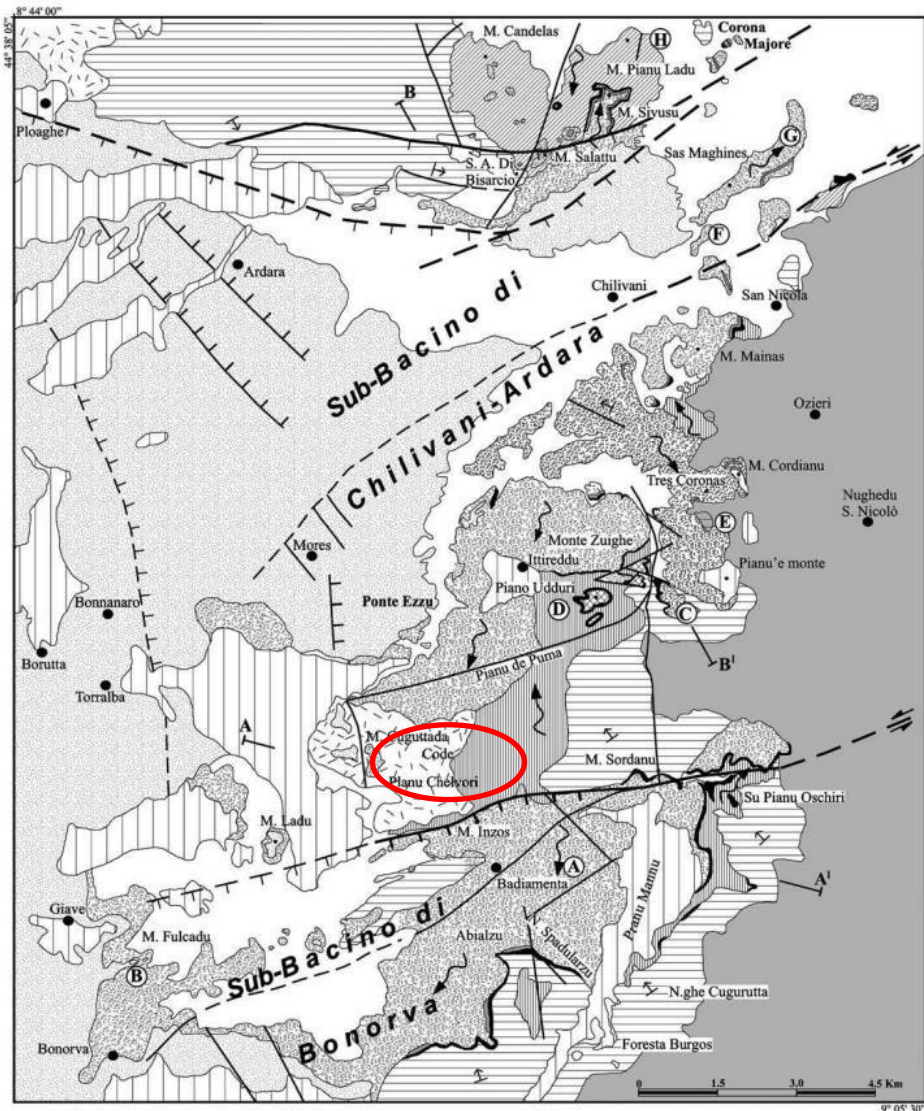 8° 44' 00"
44° 38' 05"
M. Candelas
H
Corona
Majore
M. Pianu Ladu
B
M. Sivusu
Ploaghe
G
S. A. Di
Bisarcio
M. Salattu
Sas Maghines
F
Ardara
Chilivani
San Nicola
Sub-Bacino di
Chilivani-Ardara
M. Mainas
Ozieri
Tres Coronas
M. Cordianu
Nughedu
S. Nicolò
E
Mores
Monte Zuighe
Ittireddu
Piano Udduri
Pianu'e monte
Bonnanaro
Ponte Ezzu
D
C
Borutta
B¹
Pianu de Puma
Torralba
A
M. Cuguttada
Code
Pianu Chelvori
M. Sordanu
Su Pianu Oschiri
M. Ladu
M. Inzos
A
Badiamenta
A¹
Giave
M. Fulcadu
Abialzu
Spadularzu
Pranu Mannu
B
Sub-Bacino di
Bonorva
N.ghe Cugurutta
Bonorva
Foresta Burgos
0 1.5 3.0 4.5 Km
9° 05' 30"